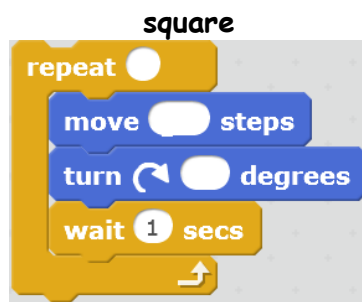 square
repeat
move steps
turn degrees
wait 1 secs